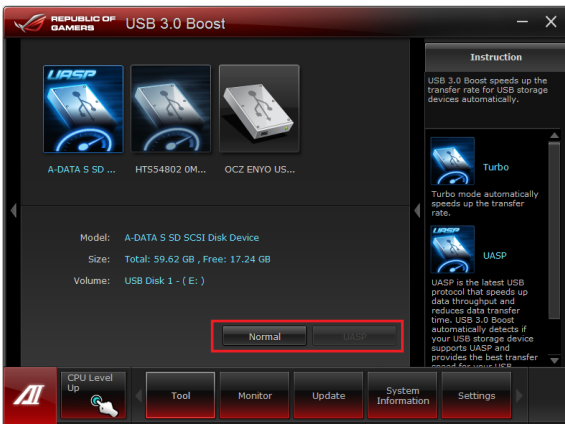 REPUBLIC OF
GAMERS
USB 3.0 Boost
UASP
A-DATA S SD ...
HTS54802 0M...
OCZ ENYO US...
Model: A-DATA S SD SCSI Disk Device
Size: Total: 59.62 GB , Free: 17.24 GB
Volume: USB Disk 1 - ( E: )
Normal
UASP
Instruction
USB 3.0 Boost speeds up the
transfer rate for USB storage
devices automatically.
Turbo
Turbo mode automatically
speeds up the transfer
rate.
UASP
UASP
UASP is the latest USB
protocol that speeds up
data throughput and
reduces data transfer
time. USB 3.0 Boost
automatically detects if
your USB storage device
supports UASP and
provides the best transfer
speed for your USB
AI
CPU Level
Up
Tool
Monitor
Update
System
Information
Settings